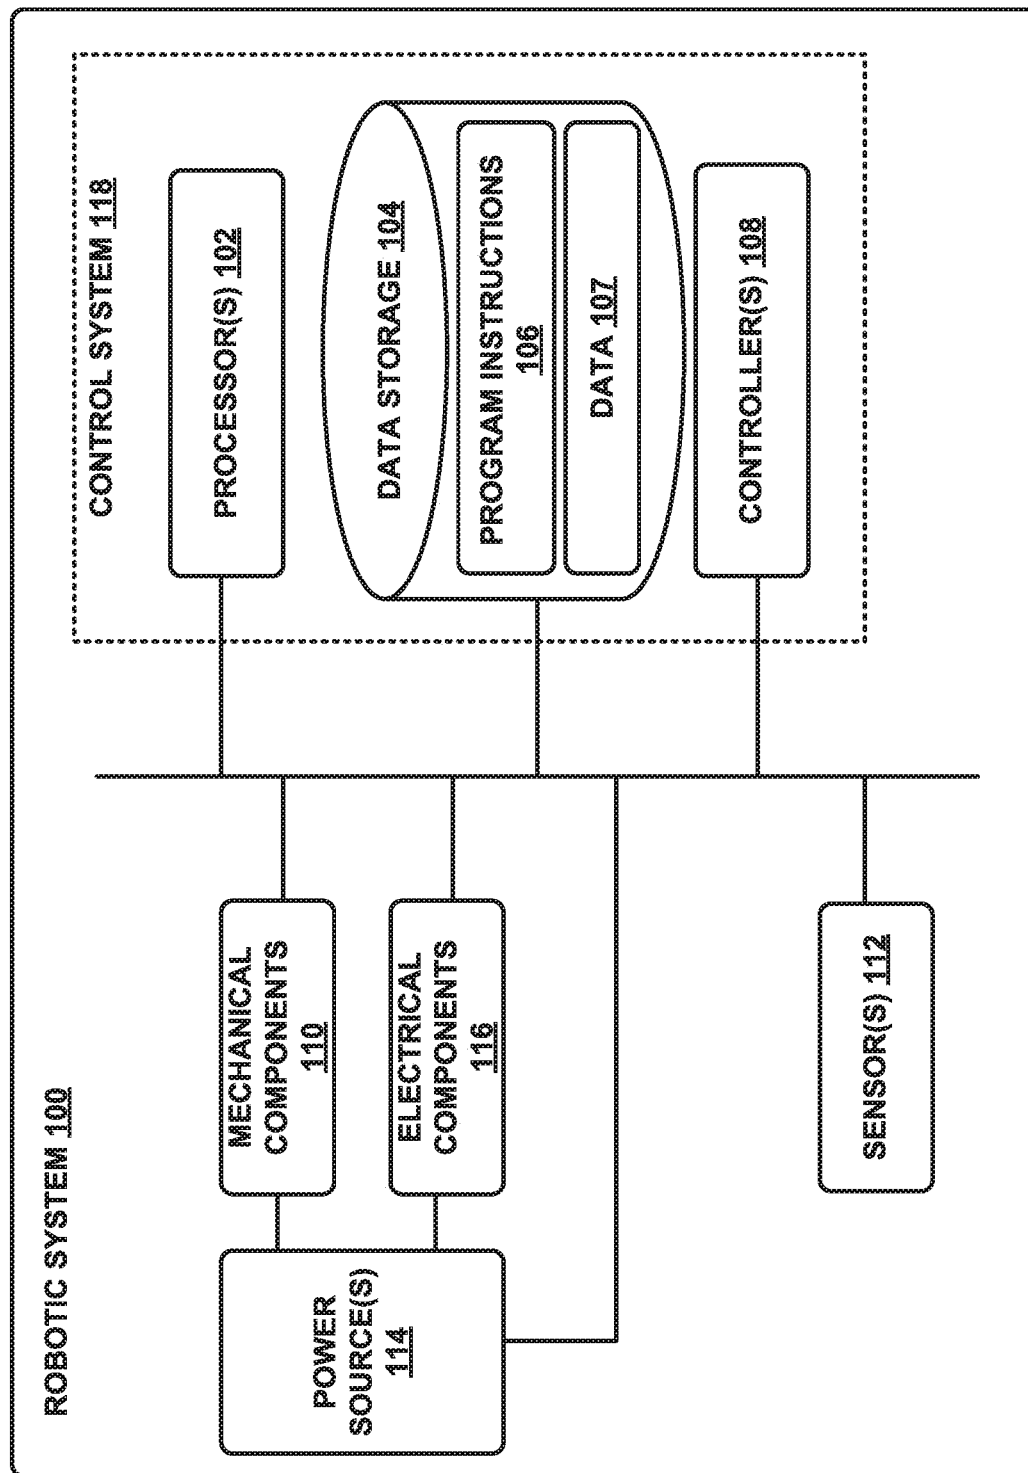 ROBOTIC SYSTEM 100
CONTROL SYSTEM 118
PROCESSOR(S) 102
DATA STORAGE 104
PROGRAM INSTRUCTIONS
106
DATA 107
CONTROLLER(S) 108
MECHANICAL
COMPONENTS
110
ELECTRICAL
COMPONENTS
116
POWER
SOURCE(S)
114
SENSOR(S) 112